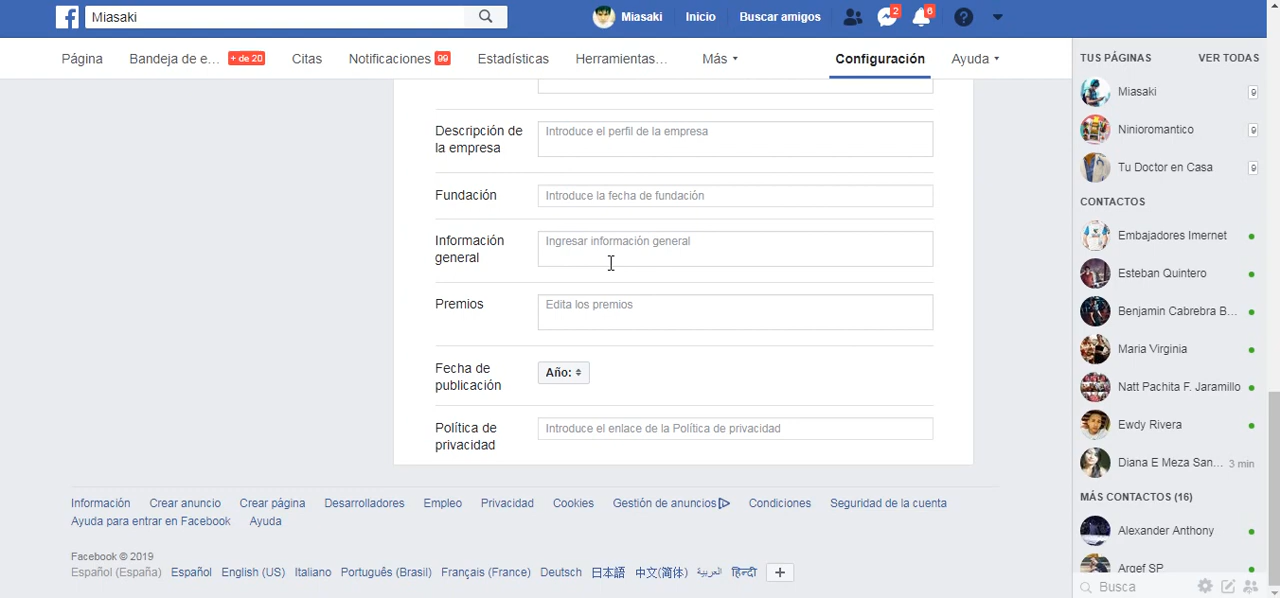 Miasaki
Miasaki Inicio Buscar amigos 2 6
Página Bandeja de e... + de 20 Citas Notificaciones 99 Estadísticas Herramientas... Más Configuración Ayuda
Descripción de
la empresa
Introduce el perfil de la empresa
Fundación
Introduce la fecha de fundación
Información
general
Ingresar información general
Premios
Edita los premios
Fecha de
publicación
Año:
Política de
privacidad
Introduce el enlace de la Política de privacidad
Información Crear anuncio Crear página Desarrolladores Empleo Privacidad Cookies Gestión de anuncios Condiciones Seguridad de la cuenta
Ayuda para entrar en Facebook Ayuda
Facebook © 2019
Español (España) Español English (US) Italiano Português (Brasil) Français (France) Deutsch 日本語 中文(简体) العربية हिन्दी +
TUS PÁGINAS VER TODAS
Miasaki 9
Ninioromantico 9
Tu Doctor en Casa 9
CONTACTOS
Embajadores Imernet
Esteban Quintero
Benjamin Cabrebra B...
Maria Virginia
Natt Pachita F. Jaramillo
Ewdy Rivera
Diana E Meza San... 3 min
MÁS CONTACTOS (16)
Alexander Anthony
Argef SP
Busca